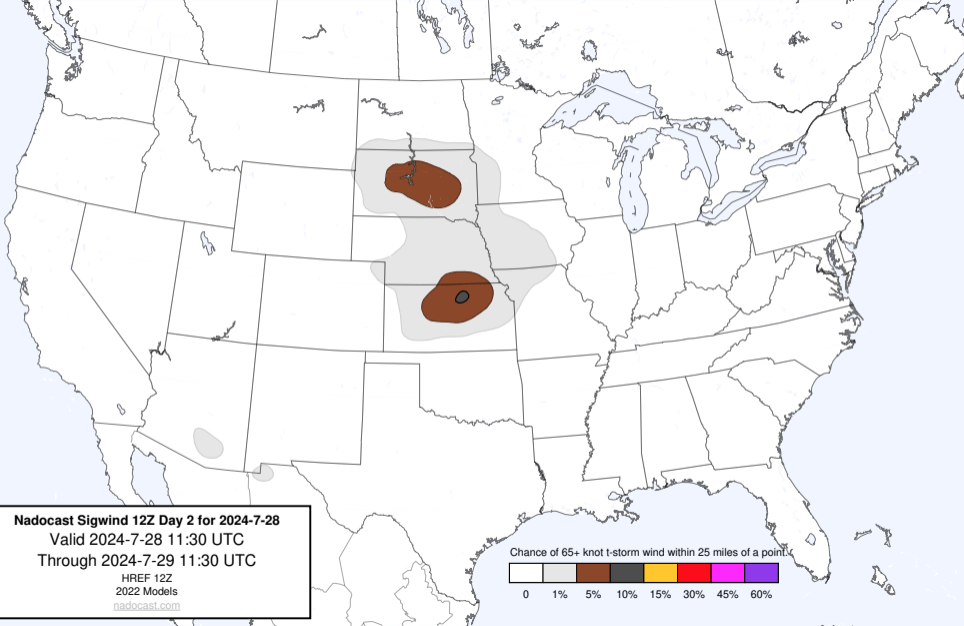 Nadocast Sigwind 12Z Day 2 for 2024-7-28
Valid 2024-7-28 11:30 UTC
Through 2024-7-29 11:30 UTC
HREF 12Z
2022 Models
nadocast.com
Chance of 65+ knot t-storm wind within 25 miles of a point.
0 1% 5% 10% 15% 30% 45% 60%